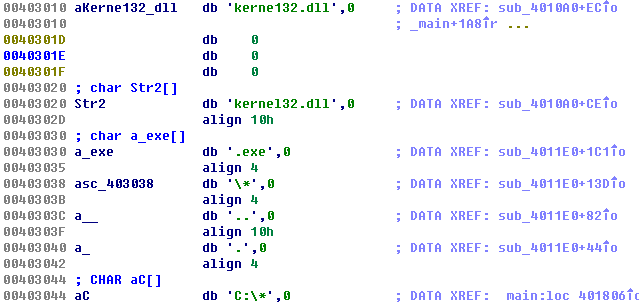 00403010 aKerne132_dll db 'kerne132.dll',0 ; DATA XREF: sub_4010A0+EC↑o
00403010 ; _main+1A8↑r ...
0040301D db 0
0040301E db 0
0040301F db 0
00403020 ; char Str2[]
00403020 Str2 db 'kernel32.dll',0 ; DATA XREF: sub_4010A0+CE↑o
0040302D align 10h
00403030 ; char a_exe[]
00403030 a_exe db '.exe',0 ; DATA XREF: sub_4011E0+1C1↑o
00403035 align 4
00403038 asc_403038 db '\*',0 ; DATA XREF: sub_4011E0+13D↑o
0040303B align 4
0040303C a__ db '..',0 ; DATA XREF: sub_4011E0+82↑o
0040303F align 10h
00403040 a_ db '.',0 ; DATA XREF: sub_4011E0+44↑o
00403042 align 4
00403044 ; CHAR aC[]
00403044 aC db 'C:\*',0 ; DATA XREF: _main:loc_401806↑o